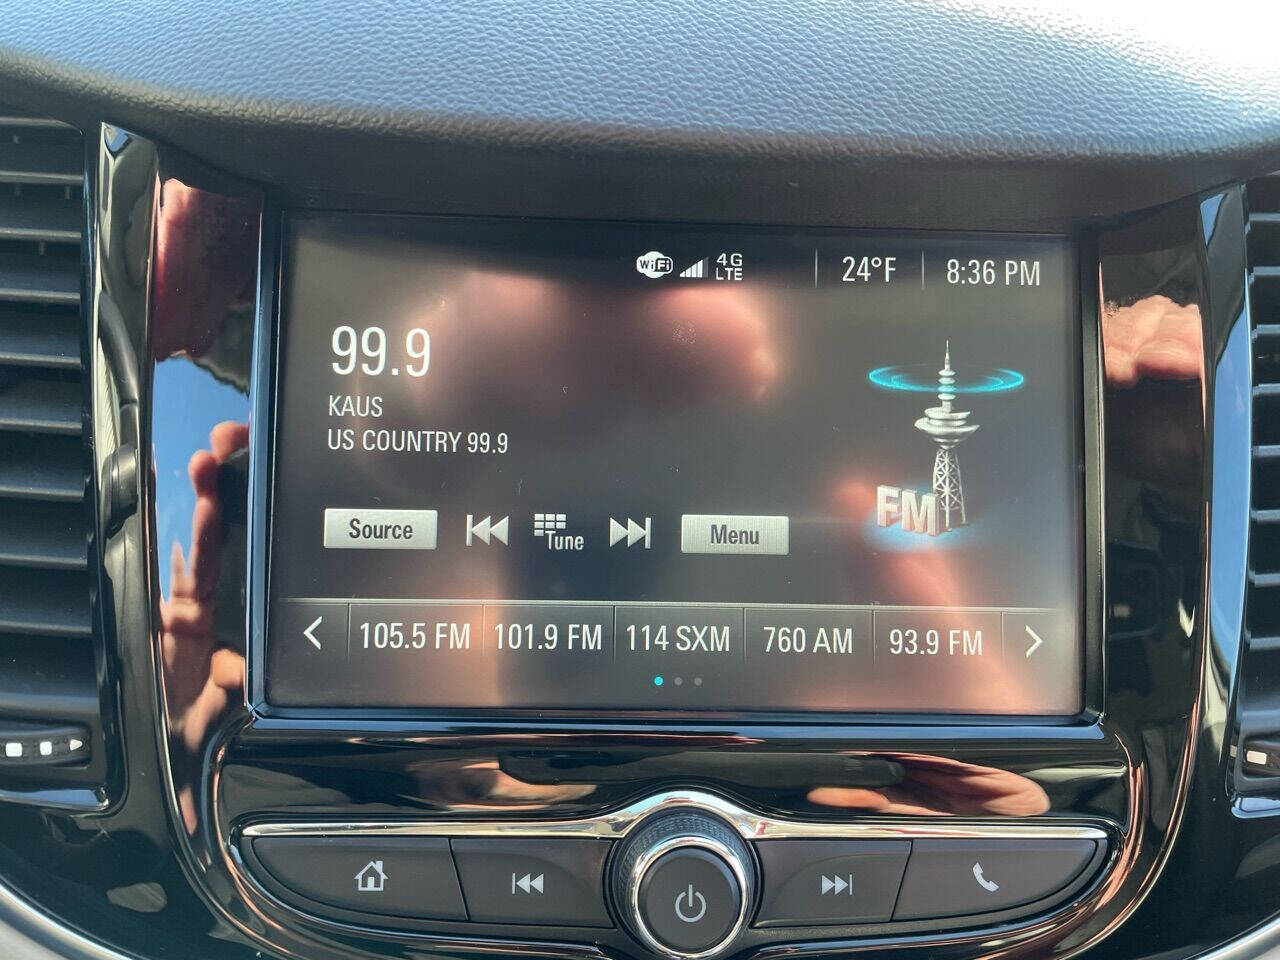 WiFi 4G LTE 24°F 8:36 PM
99.9
KAUS
US COUNTRY 99.9
FM
Source Tune Menu
105.5 FM 101.9 FM 114 SXM 760 AM 93.9 FM